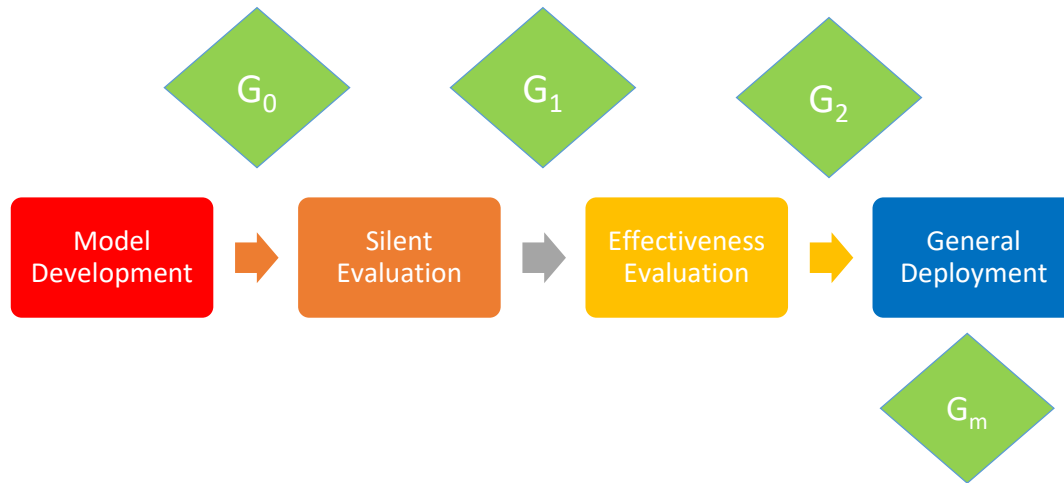 G₀
G₁
G₂
Model
Development
Silent
Evaluation
Effectiveness
Evaluation
General
Deployment
Gₘ